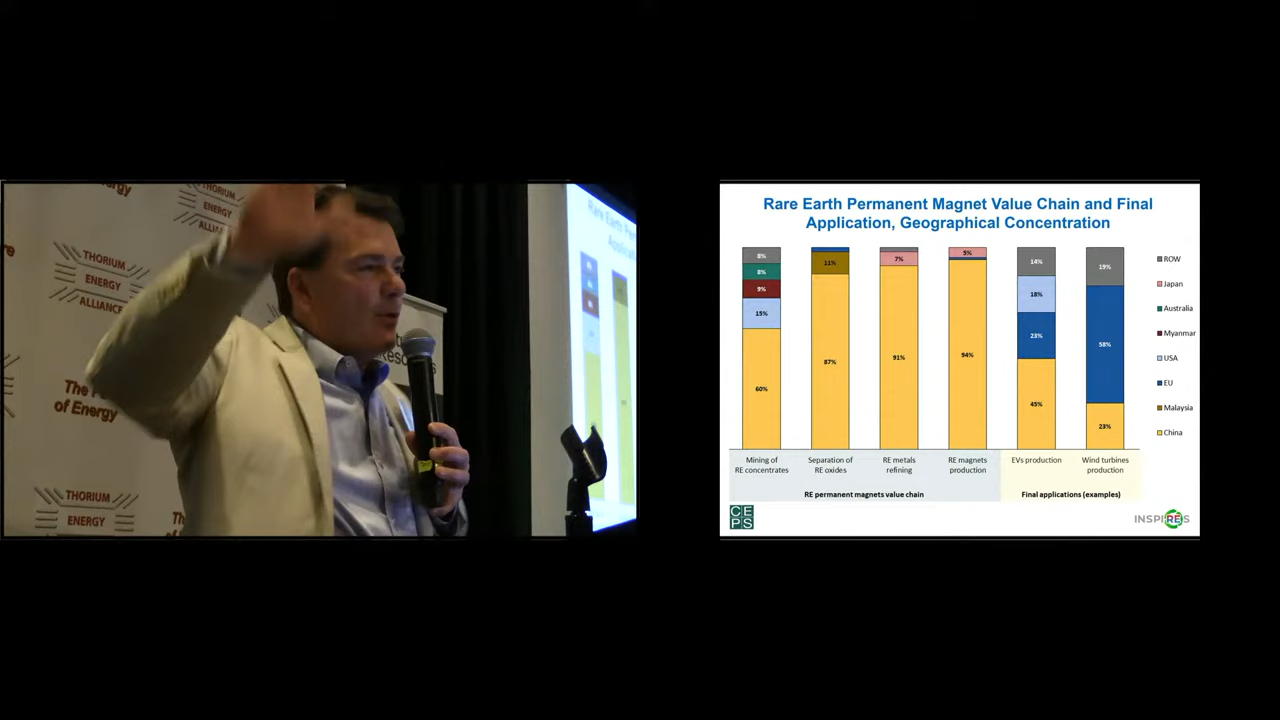 THORIUM
ENERGY
ALLIANCE
THORIUM
ENERGY
ALLIANCE
of Energy
THORIUM
ENERGY
Rare Earth Permanent Magnet Value Chain and Final
Application, Geographical Concentration
8%
8%
9%
15%
60%
11%
87%
7%
91%
5%
94%
14%
18%
23%
45%
19%
58%
23%
ROW
Japan
Australia
Myanmar
USA
EU
Malaysia
China
Mining of
RE concentrates
Separation of
RE oxides
RE metals
refining
RE magnets
production
EVs production
Wind turbines
production
RE permanent magnets value chain
Final applications (examples)
CE
PS
INSPIRES